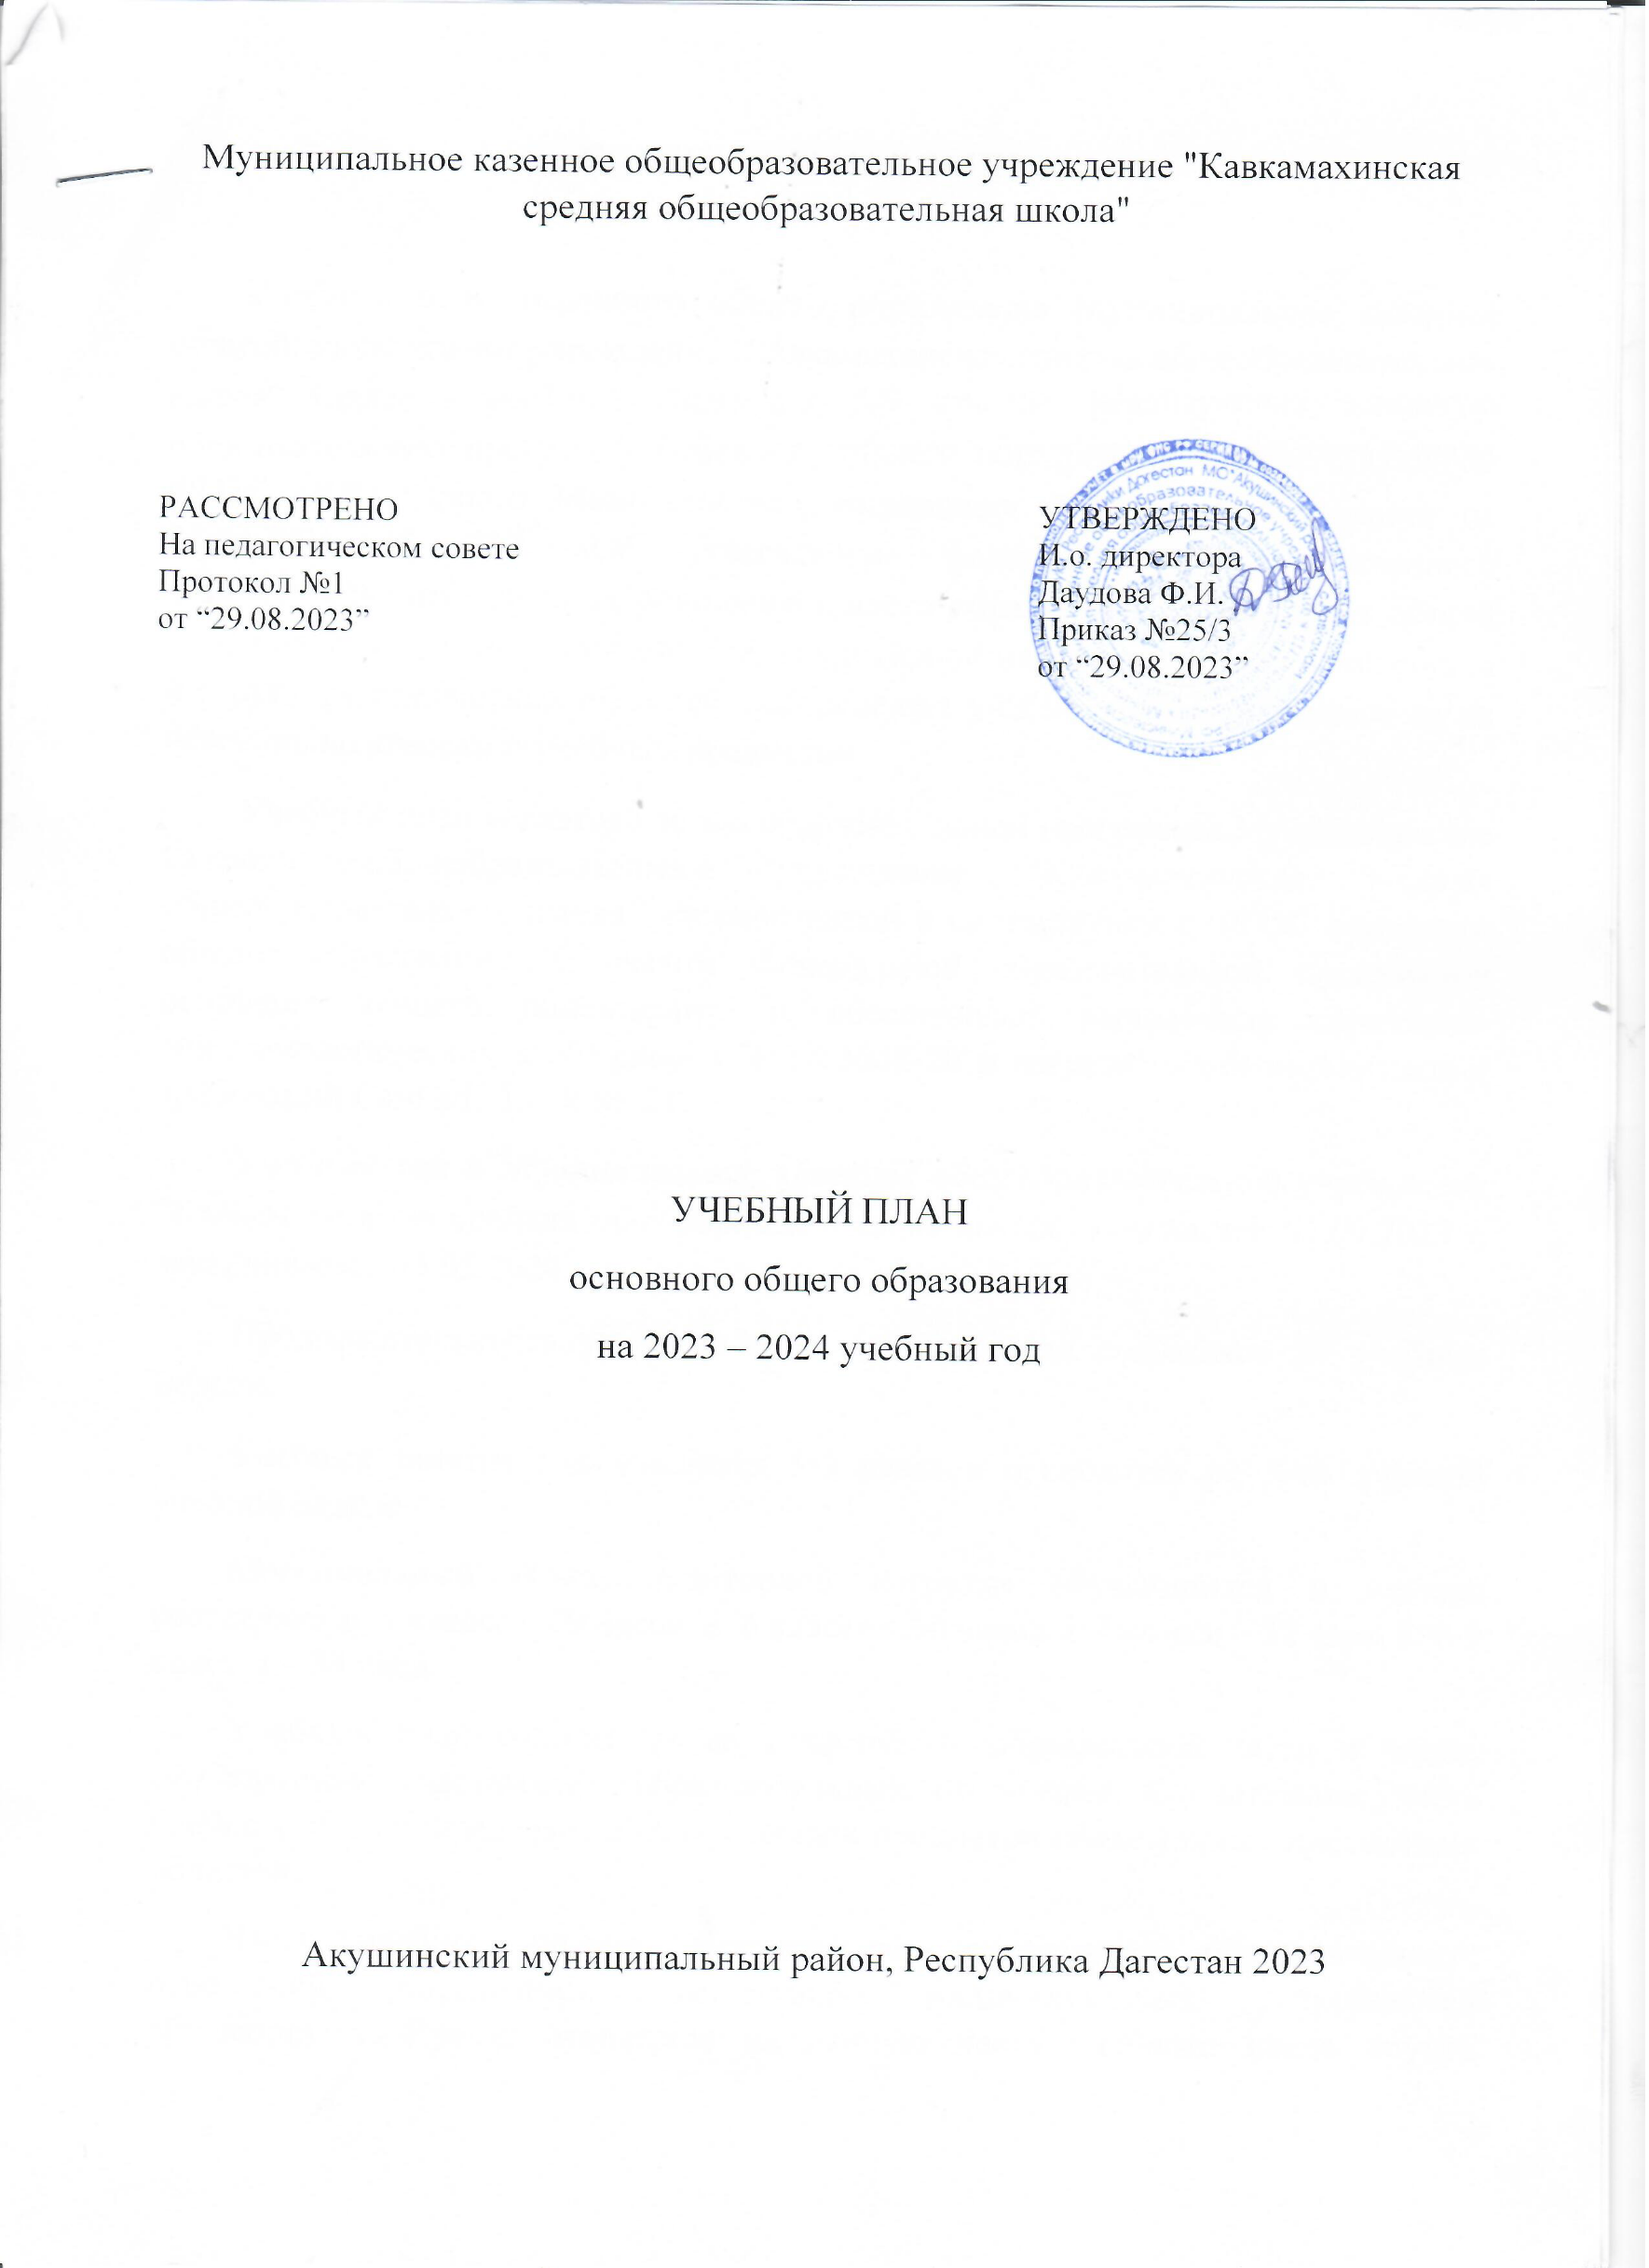 Муниципальное казенное общеобразовательное учреждение "Кавкамахинская
средняя общеобразовательная школа"
РАССМОТРЕНО
На педагогическом совете
Протокол №1
от “29.08.2023”
УТВЕРЖДЕНО
И.о. директора
Даудова Ф.И.
Приказ №25/3
от “29.08.2023”
УЧЕБНЫЙ ПЛАН
основного общего образования
на 2023 – 2024 учебный год
Акушинский муниципальный район, Республика Дагестан 2023